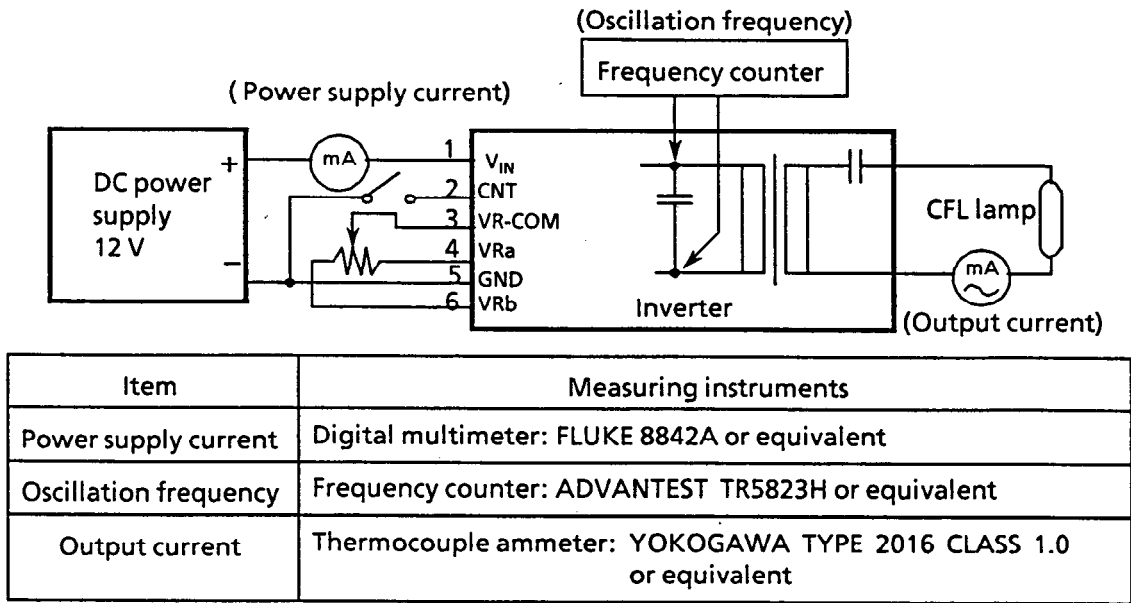 (Oscillation frequency)
Frequency counter
( Power supply current)
DC power
supply
12 V
+
−
mA
1
2
3
4
5
6
V_IN
CNT
VR-COM
VRa
GND
VRb
Inverter
CFL lamp
mA
(Output current)
Item
Measuring instruments
Power supply current
Digital multimeter: FLUKE 8842A or equivalent
Oscillation frequency
Frequency counter: ADVANTEST TR5823H or equivalent
Output current
Thermocouple ammeter: YOKOGAWA TYPE 2016 CLASS 1.0
or equivalent